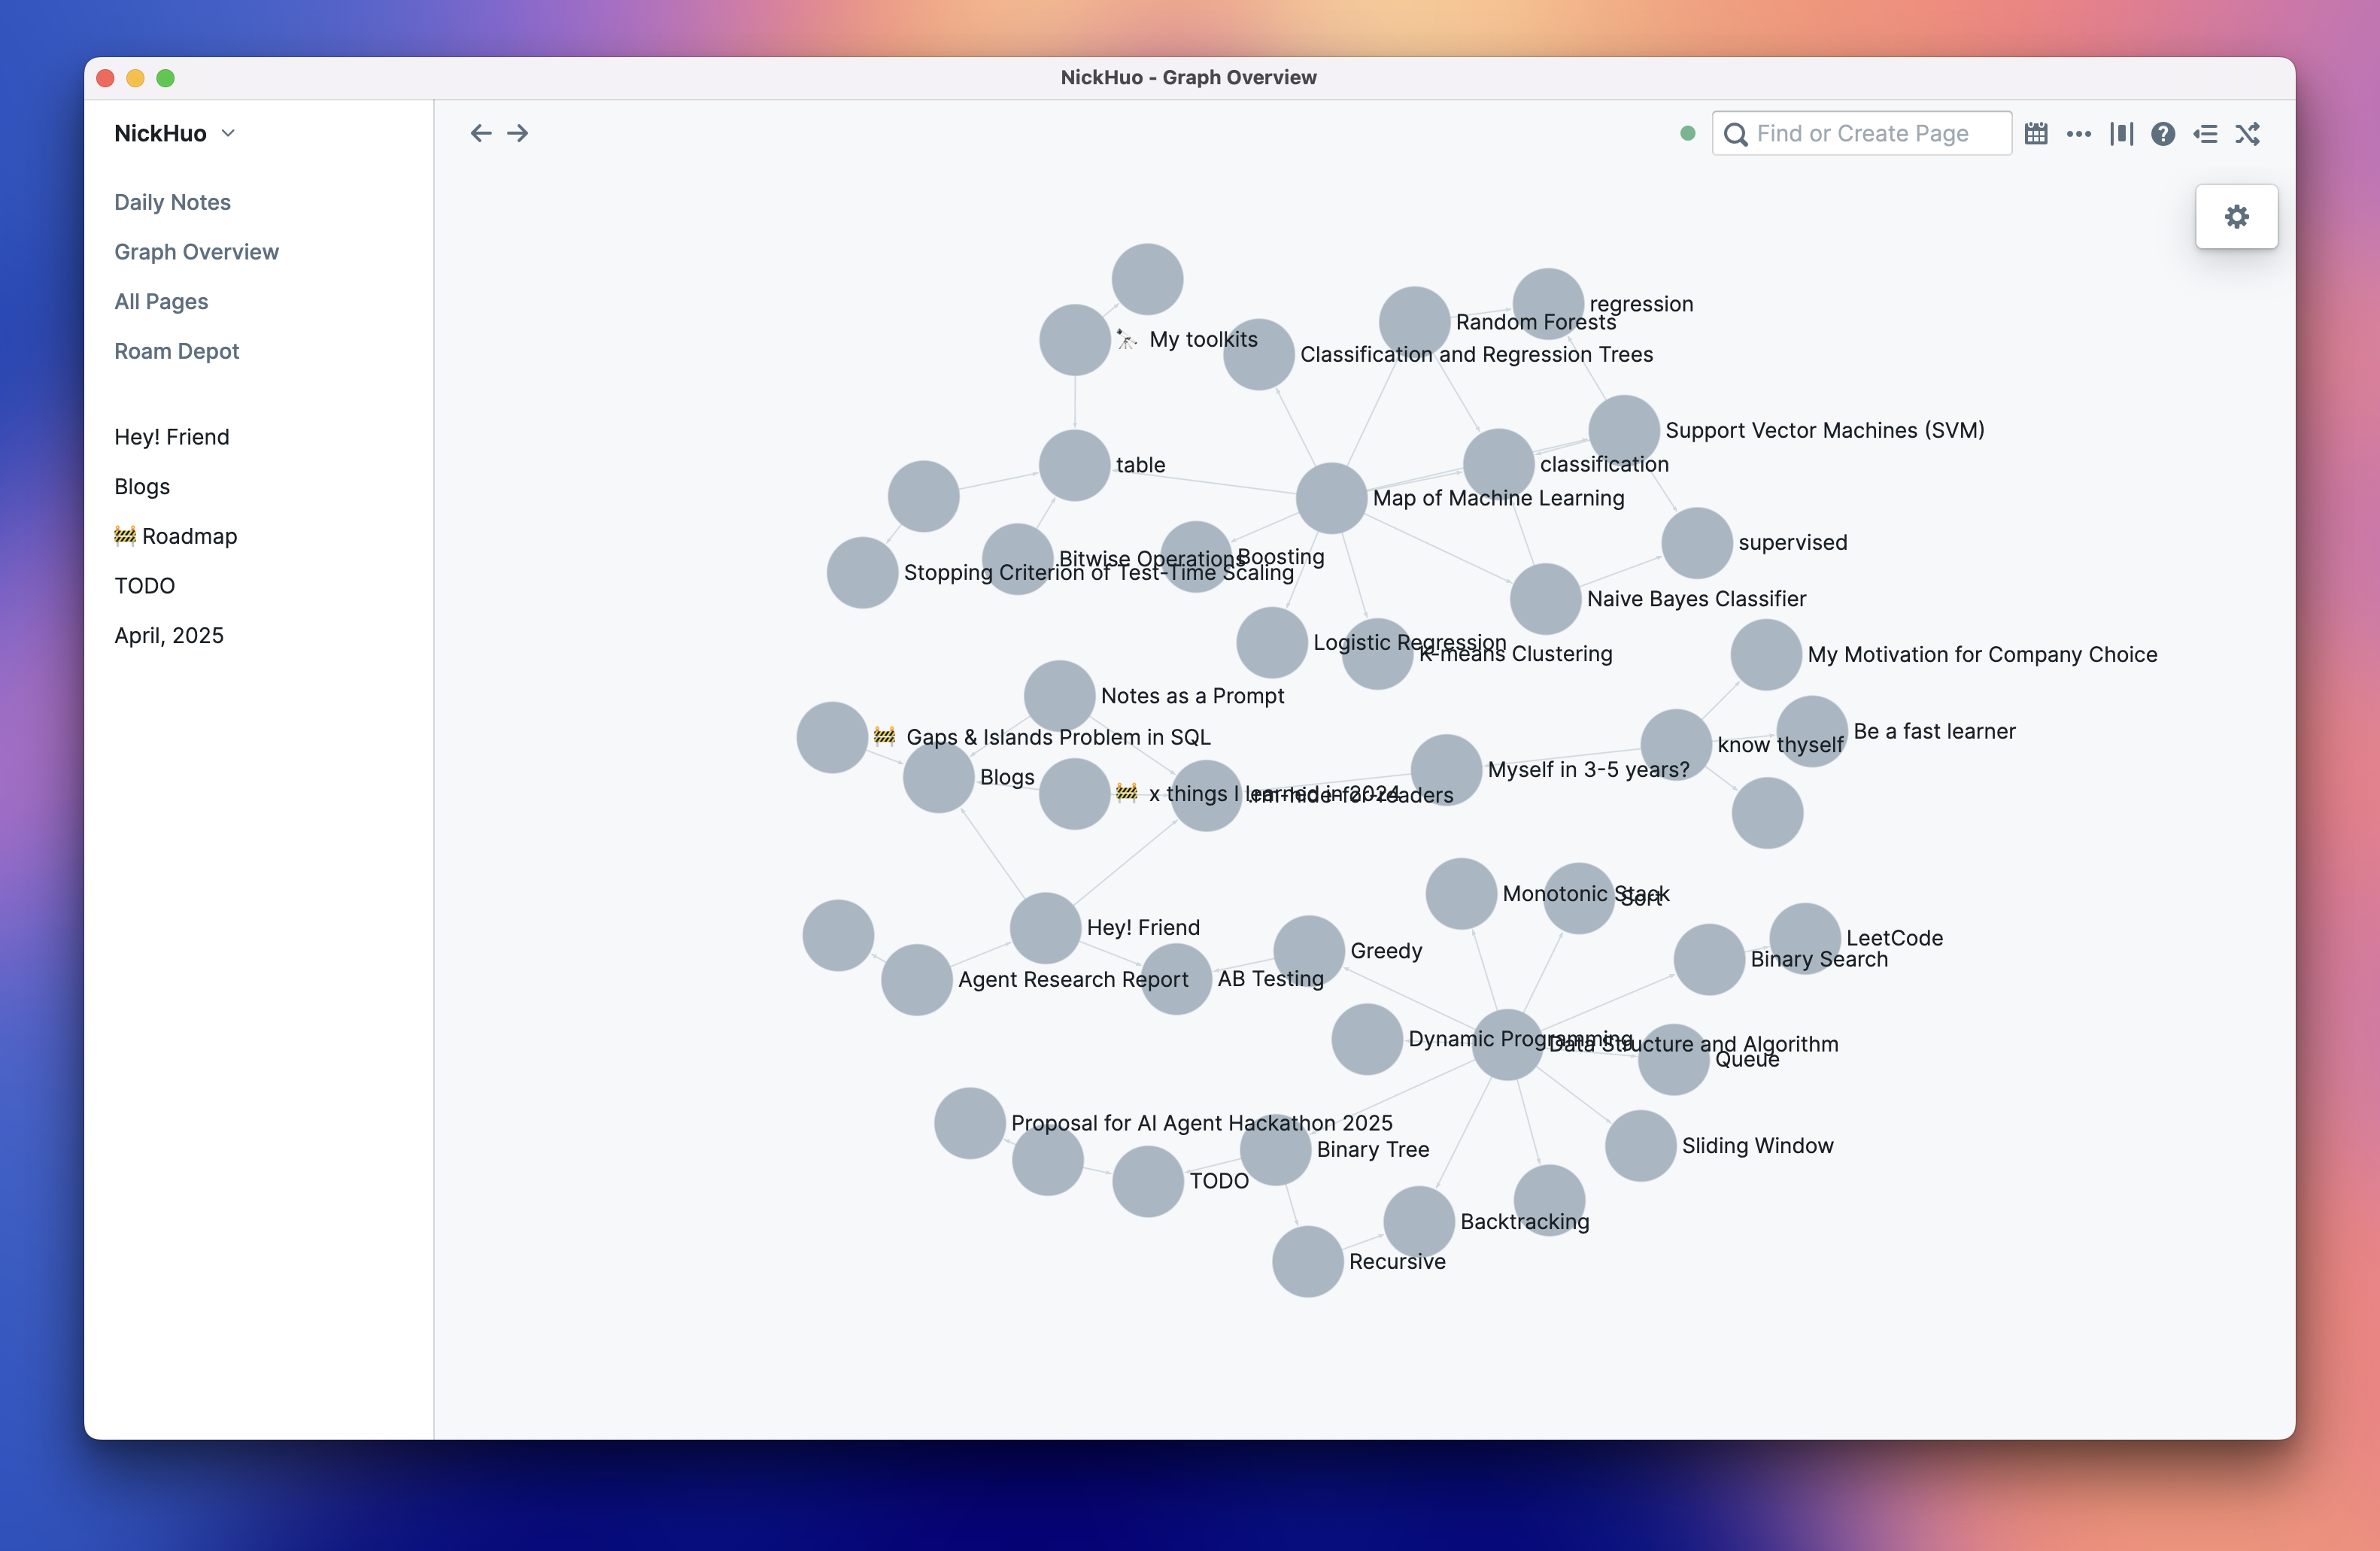 NickHuo - Graph Overview
NickHuo
Find or Create Page
Daily Notes
Graph Overview
All Pages
Roam Depot
Hey! Friend
Blogs
🚧 Roadmap
TODO
April, 2025
regression
Random Forests
🔭 My toolkits
Classification and Regression Trees
Support Vector Machines (SVM)
table
classification
Map of Machine Learning
supervised
Bitwise Operations
Boosting
Stopping Criterion of Test-Time Scaling
Naive Bayes Classifier
Logistic Regression
K-means Clustering
My Motivation for Company Choice
Notes as a Prompt
Be a fast learner
🚧 Gaps & Islands Problem in SQL
know thyself
Myself in 3-5 years?
Blogs
🚧 x things I learned in 2024
.rm-hide-for-readers
Monotonic Stack
Sort
Hey! Friend
LeetCode
Greedy
Binary Search
Agent Research Report
AB Testing
Dynamic Programming
Data Structure and Algorithm
Queue
Proposal for AI Agent Hackathon 2025
Sliding Window
Binary Tree
TODO
Backtracking
Recursive